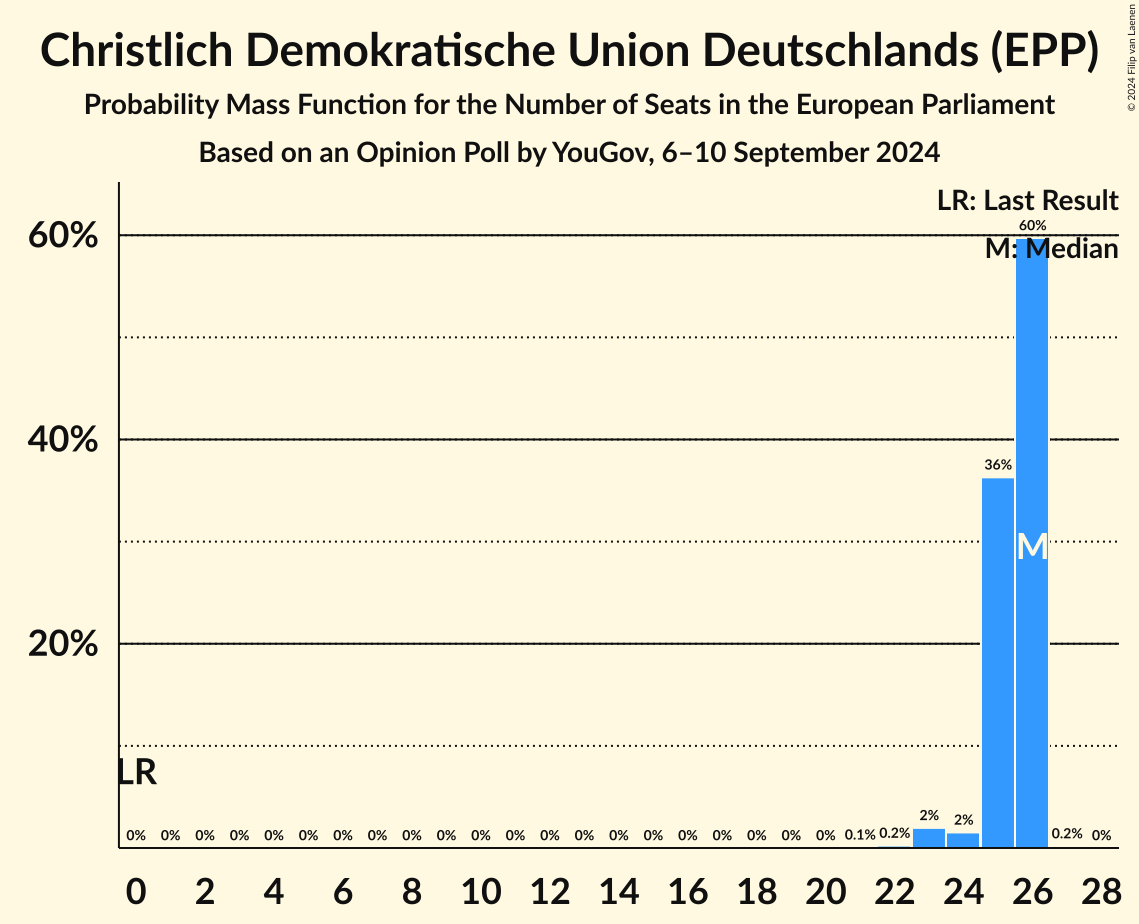 Christlich Demokratische Union Deutschlands (EPP)
Probability Mass Function for the Number of Seats in the European Parliament
Based on an Opinion Poll by YouGov, 6–10 September 2024
© 2024 Filip van Laenen
LR: Last Result
M: Median
60%
40%
20%
60%
36%
M
LR
0% 0% 0% 0% 0% 0% 0% 0% 0% 0% 0% 0% 0% 0% 0% 0% 0% 0% 0% 0% 0% 0.1% 0.2% 2% 2% 0.2% 0%
0 2 4 6 8 10 12 14 16 18 20 22 24 26 28